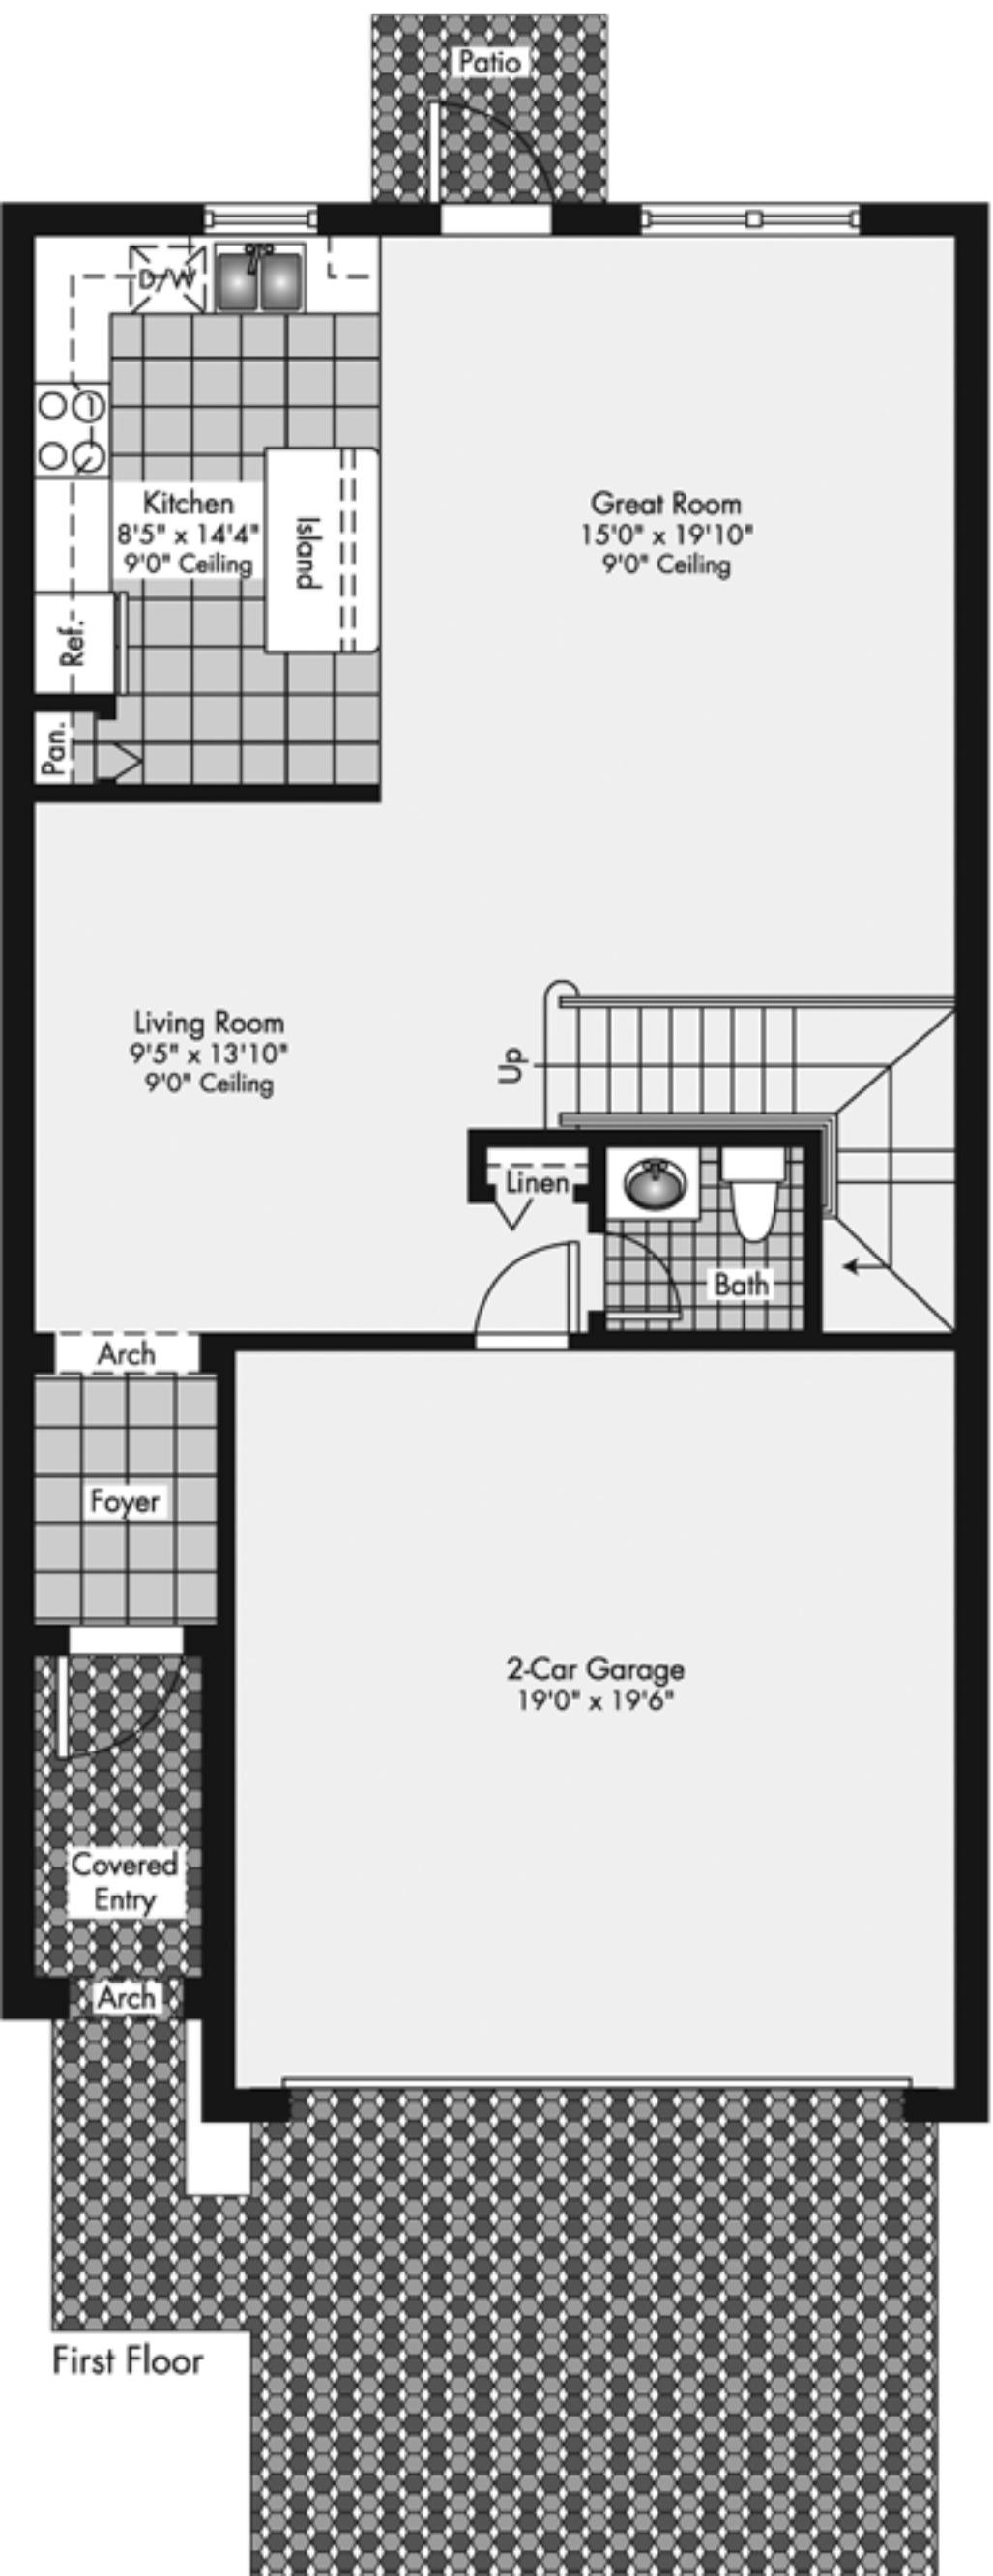 Patio
D/W
Kitchen
8'5" x 14'4"
9'0" Ceiling
Island
Great Room
15'0" x 19'10"
9'0" Ceiling
Ref.
Pan.
Living Room
9'5" x 13'10"
9'0" Ceiling
Up
Linen
Bath
Arch
Foyer
2-Car Garage
19'0" x 19'6"
Covered
Entry
Arch
First Floor